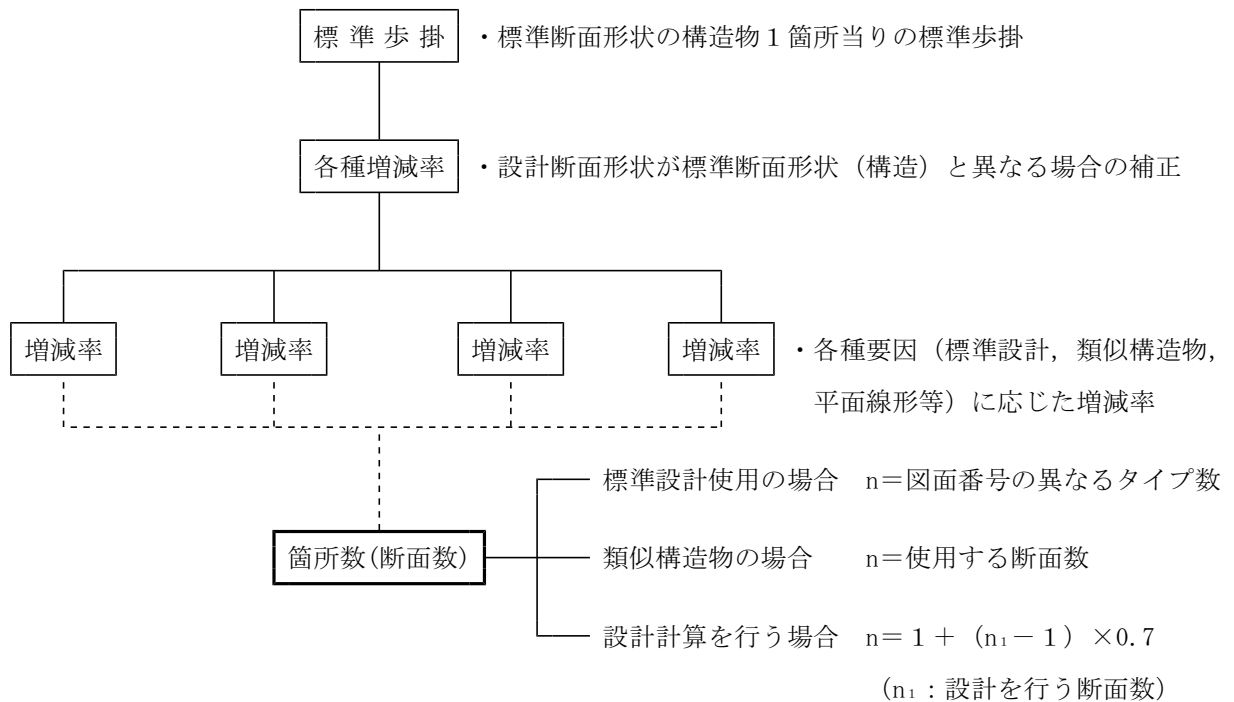 標 準 歩 掛 ・標準断面形状の構造物１箇所当りの標準歩掛
各種増減率 ・設計断面形状が標準断面形状（構造）と異なる場合の補正
増減率 増減率 増減率 増減率 ・各種要因（標準設計，類似構造物，
平面線形等）に応じた増減率
標準設計使用の場合 n＝図面番号の異なるタイプ数
箇所数(断面数) 類似構造物の場合 n＝使用する断面数
設計計算を行う場合 n＝１＋（n₁－１）×0.7
（n₁：設計を行う断面数）